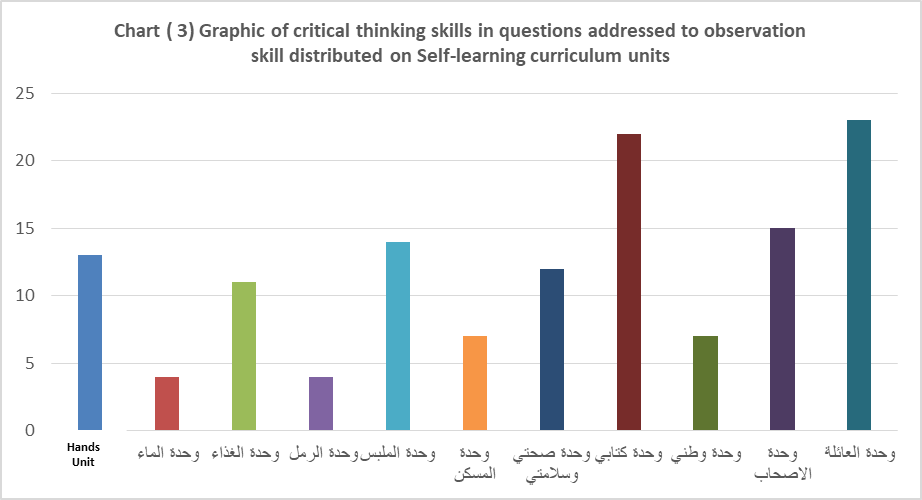 Chart ( 3) Graphic of critical thinking skills in questions addressed to observation
skill distributed on Self-learning curriculum units
25
20
15
10
5
0
Hands
Unit
وحدة الماء
وحدة الغذاء
وحدة الرمل
وحدة الملبس
وحدة
المسكن
وحدة صحتي
وسلامتي
وحدة كتابي
وحدة وطني
وحدة
الاصحاب
وحدة العائلة